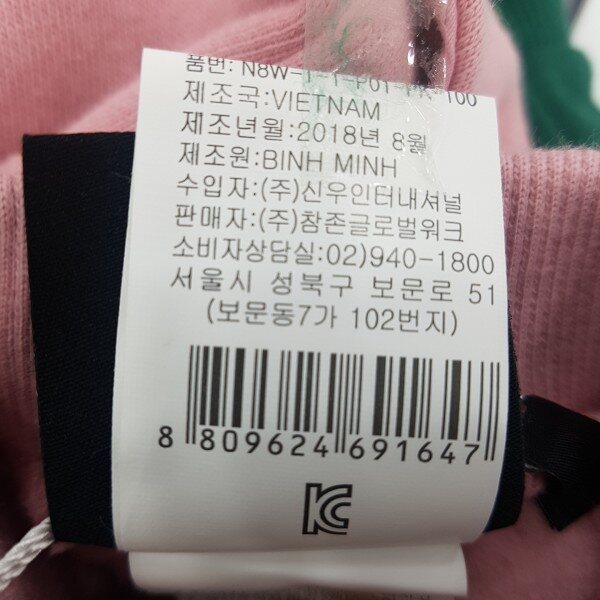 품번: N8W-
제조국:VIETNAM
제조년월:2018년 8월
제조원:BINH MINH
수입자:(주)신우인터내셔널
판매자:(주)참존글로벌워크
소비자상담실:02)940-1800
서울시 성북구 보문로 51
(보문동7가 102번지)
8 809624 691647